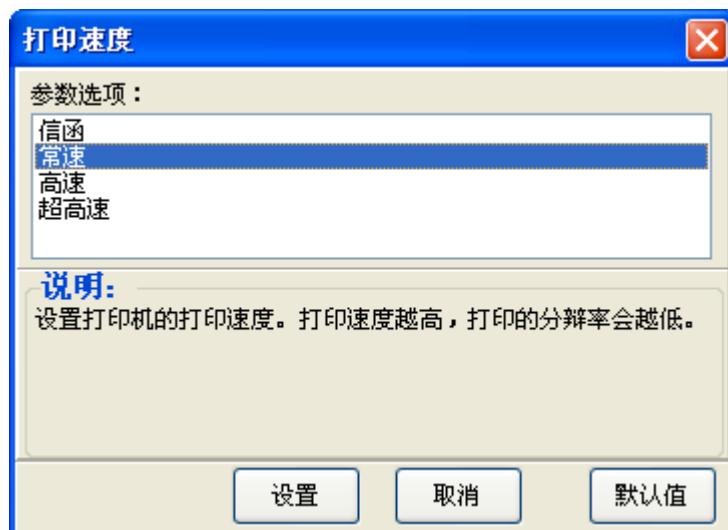 打印速度
参数选项：
信函
常速
高速
超高速
说明:
设置打印机的打印速度。打印速度越高，打印的分辩率会越低。
设置 取消 默认值